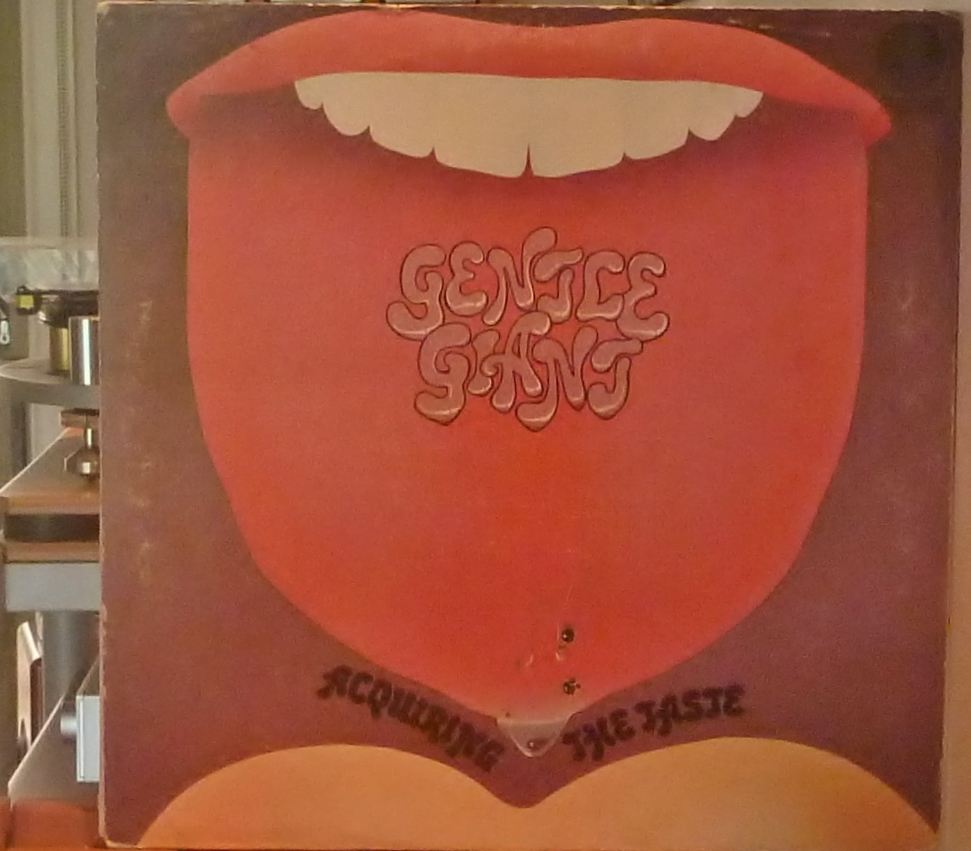 GENTLE
GIANT
ACQUIRING THE TASTE